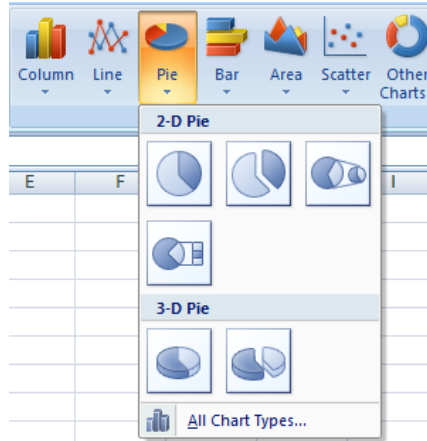 Column Line Pie Bar Area Scatter Other
Charts
2-D Pie
E F I
3-D Pie
All Chart Types...